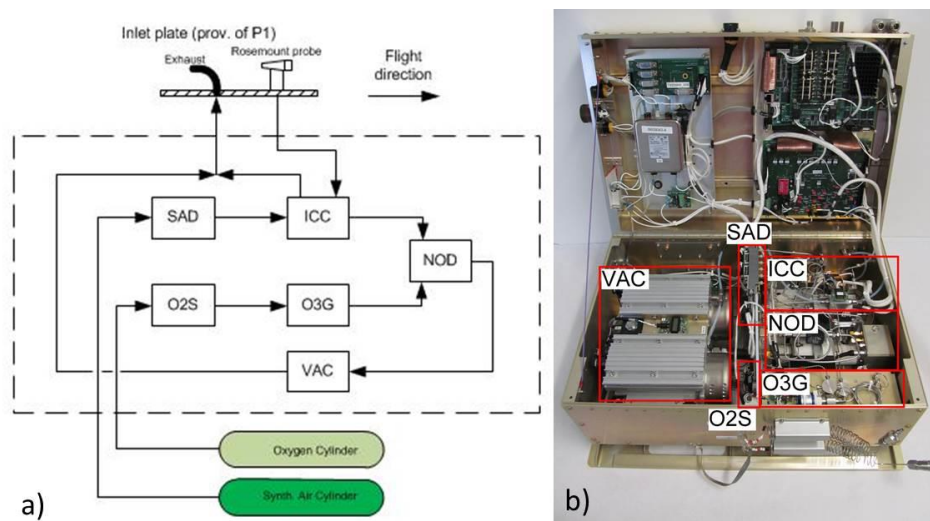 Inlet plate (prov. of P1)
Exhaust
Rosemount probe
Flight
direction
SAD
ICC
NOD
O2S
O3G
VAC
Oxygen Cylinder
Synth. Air Cylinder
a)
SAD
ICC
VAC
NOD
O3G
O2S
b)